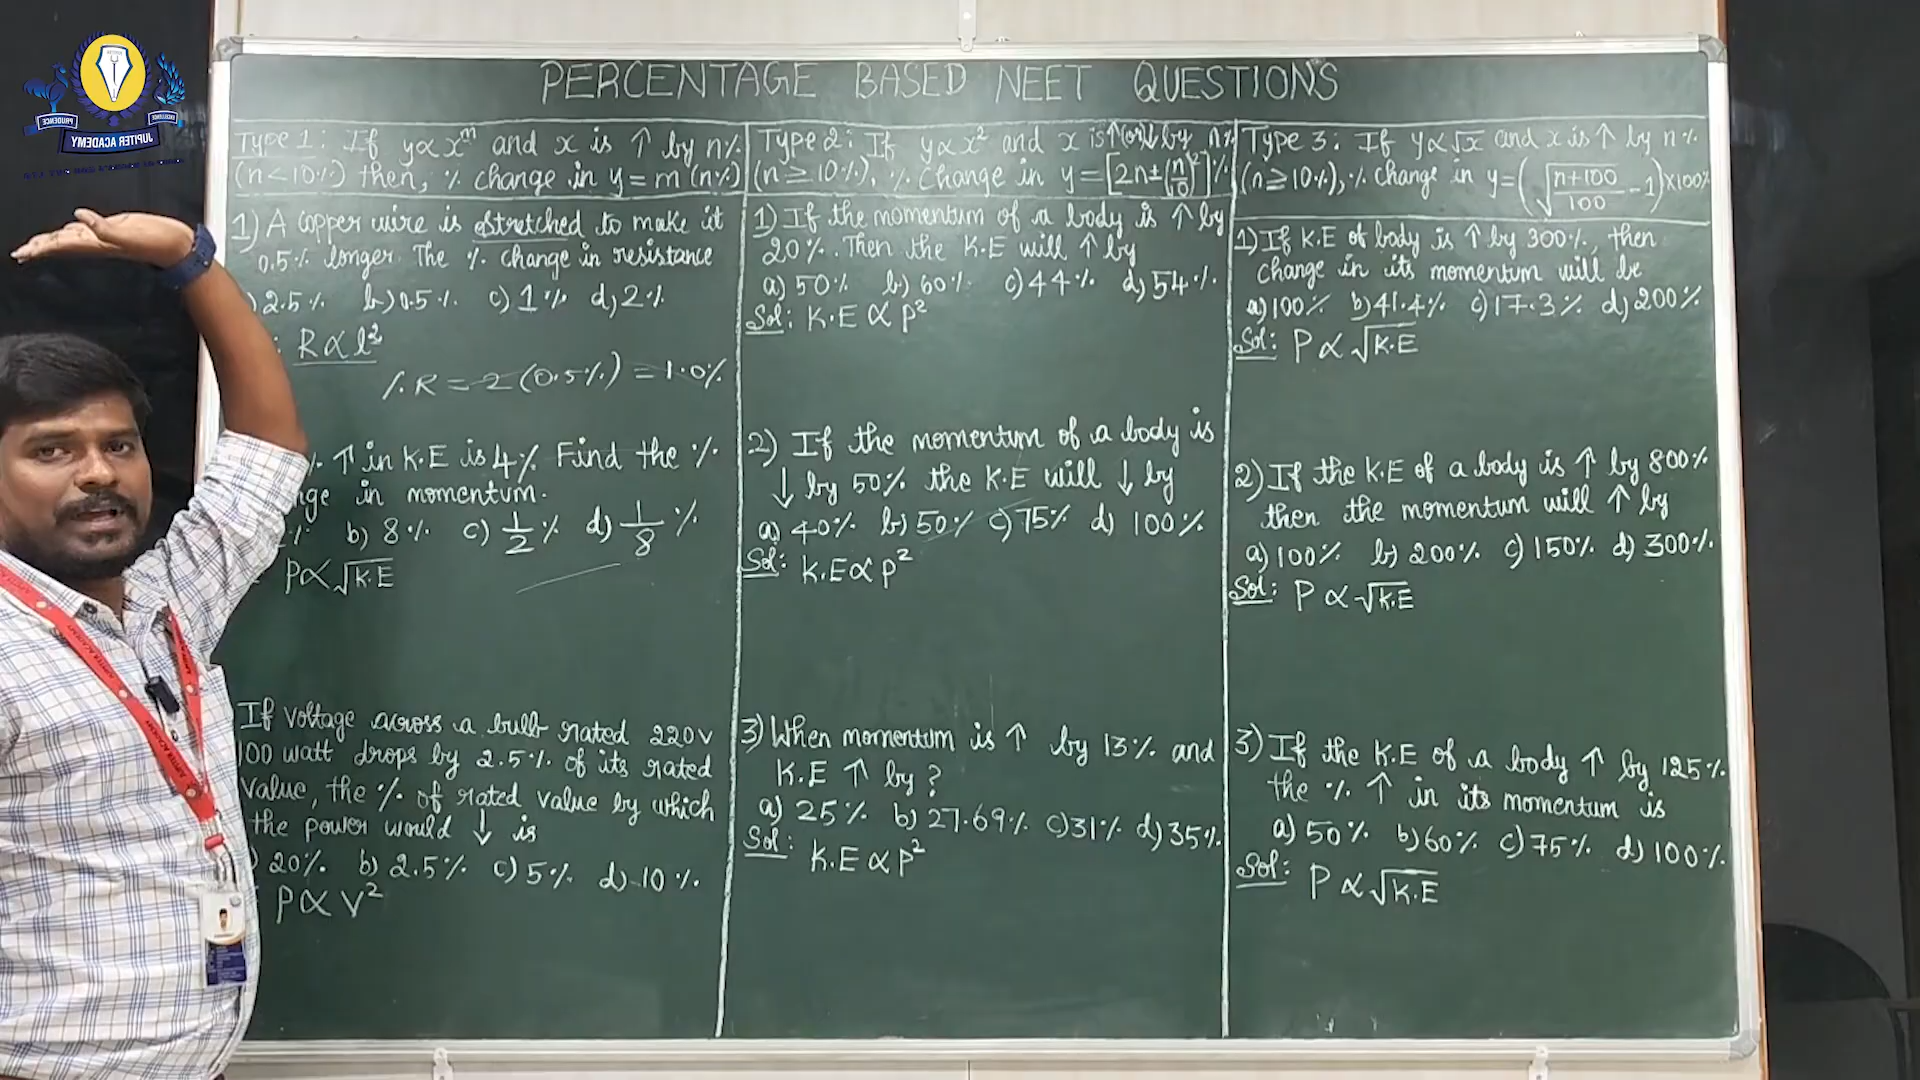 PERCENTAGE BASED NEET QUESTIONS
Type 1: If y∝x^m and x is ↑ by n%
(n<10%) then, % change in y = m(n%)
1) A copper wire is stretched to make it
0.5% longer. The % change in resistance
) 2.5% b) 0.5% c) 1% d) 2%
: R∝l²
%R = 2(0.5%) = 1.0%
% ↑ in K.E is 4% Find the %
nge in momentum.
% b) 8% c) 1/2 % d) 1/8 %
P∝√K.E
If voltage across a bulb rated 220v
100 watt drops by 2.5% of its rated
value, the % of rated value by which
the power would ↓ is
) 20% b) 2.5% c) 5% d) 10%
P∝V²
Type 2: If y∝x² and x is ↑(or)↓ by n%
(n≥10%), % change in y = [2n±(n/10)²]%
1) If the momentum of a body is ↑ by
20%. Then the K.E will ↑ by
a) 50% b) 60% c) 44% d) 54%
Sol: K.E ∝ P²
2) If the momentum of a body is
↓ by 50% the K.E will ↓ by
a) 40% b) 50% c) 75% d) 100%
Sol: K.E∝P²
3) When momentum is ↑ by 13% and
K.E ↑ by ?
a) 25% b) 27.69% c) 31% d) 35%
Sol: K.E ∝ P²
Type 3: If y∝√x and x is ↑ by n%
(n≥10%), % change in y = (√((n+100)/100) -1)×100%
1) If K.E of body is ↑ by 300%, then
change in its momentum will be
a) 100% b) 41.4% c) 17.3% d) 200%
Sol: P ∝ √K.E
2) If the K.E of a body is ↑ by 800%
then the momentum will ↑ by
a) 100% b) 200% c) 150% d) 300%
Sol: P ∝ √K.E
3) If the K.E of a body ↑ by 125%
the % ↑ in its momentum is
a) 50% b) 60% c) 75% d) 100%
Sol: P ∝ √K.E
PRUDENCE
EXCELLENCE
JUPITER ACADEMY